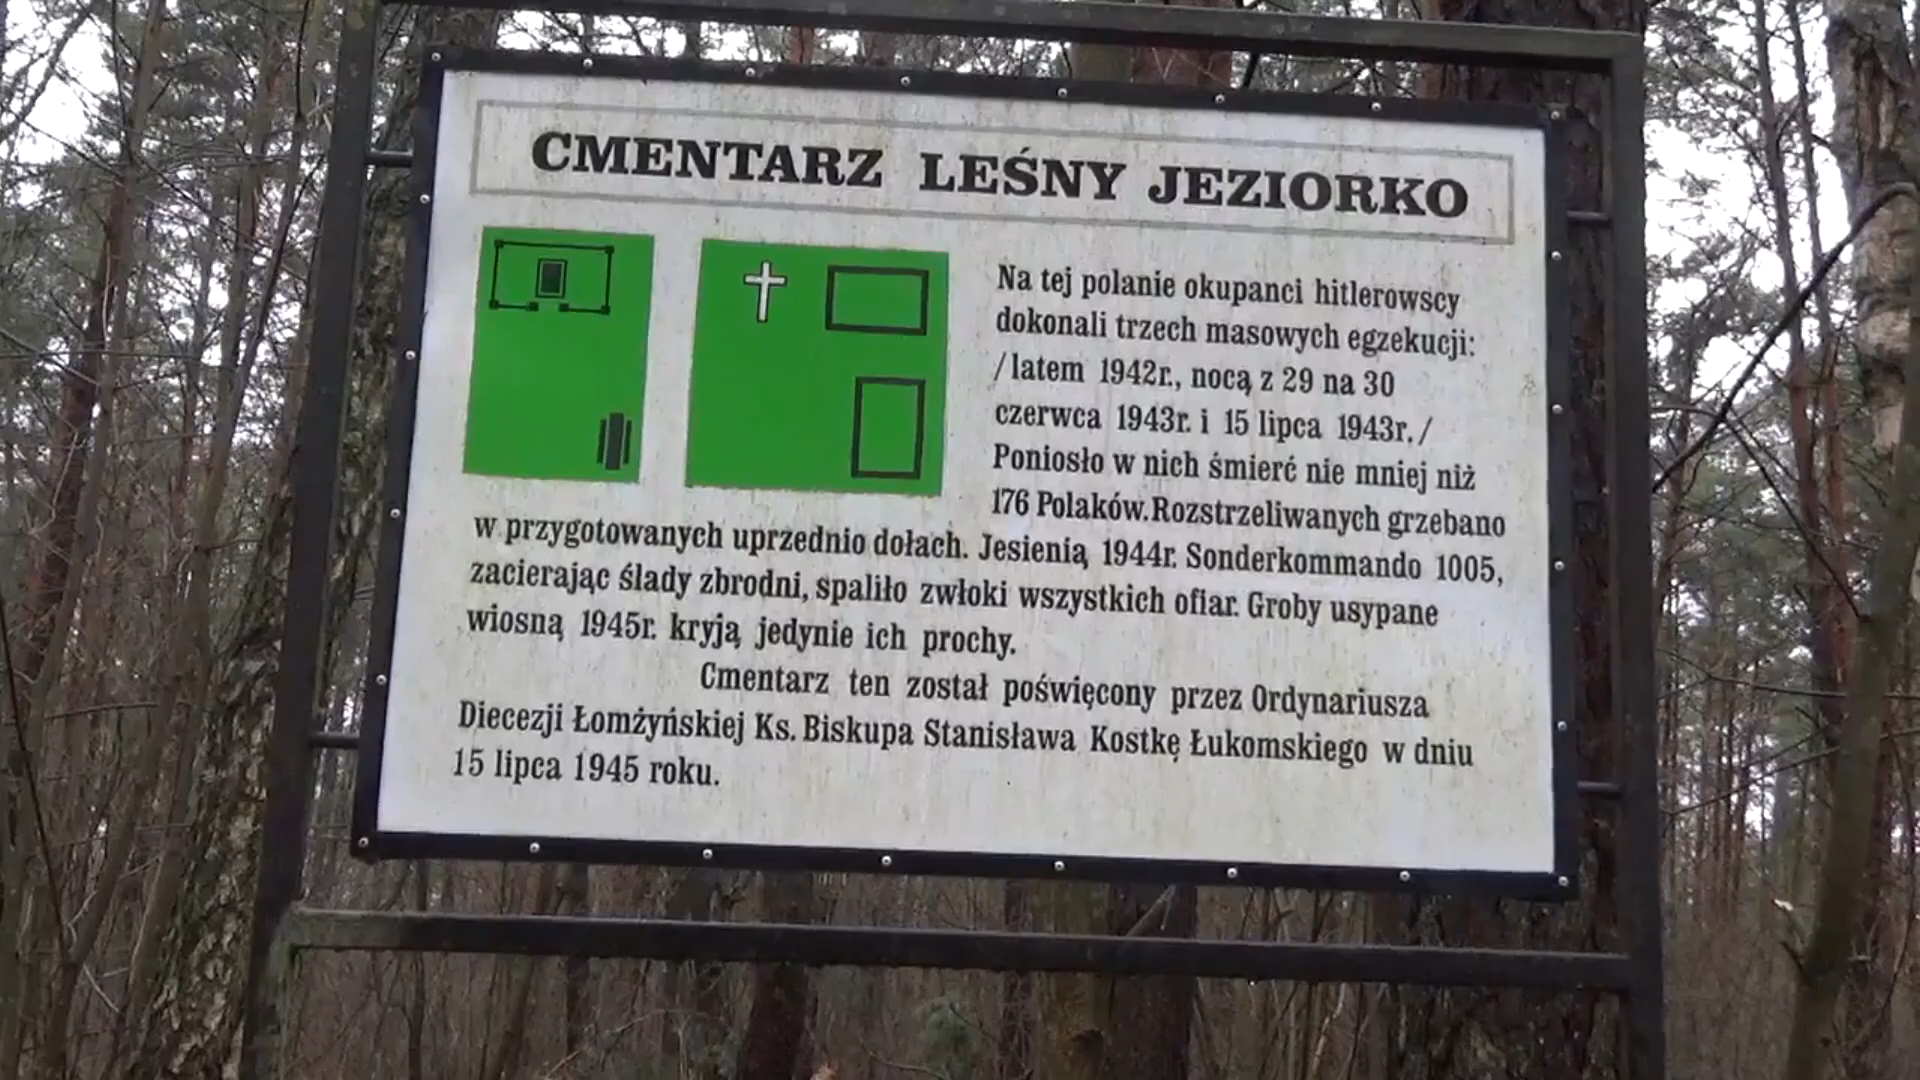 CMENTARZ LEŚNY JEZIORKO
Na tej polanie okupanci hitlerowscy
dokonali trzech masowych egzekucji:
/latem 1942r., nocą z 29 na 30
czerwca 1943r. i 15 lipca 1943r./
Poniosło w nich śmierć nie mniej niż
176 Polaków.Rozstrzeliwanych grzebano
w przygotowanych uprzednio dołach. Jesienią 1944r. Sonderkommando 1005,
zacierając ślady zbrodni, spaliło zwłoki wszystkich ofiar. Groby usypane
wiosną 1945r. kryją jedynie ich prochy.
Cmentarz ten został poświęcony przez Ordynariusza
Diecezji Łomżyńskiej Ks. Biskupa Stanisława Kostkę Łukomskiego w dniu
15 lipca 1945 roku.